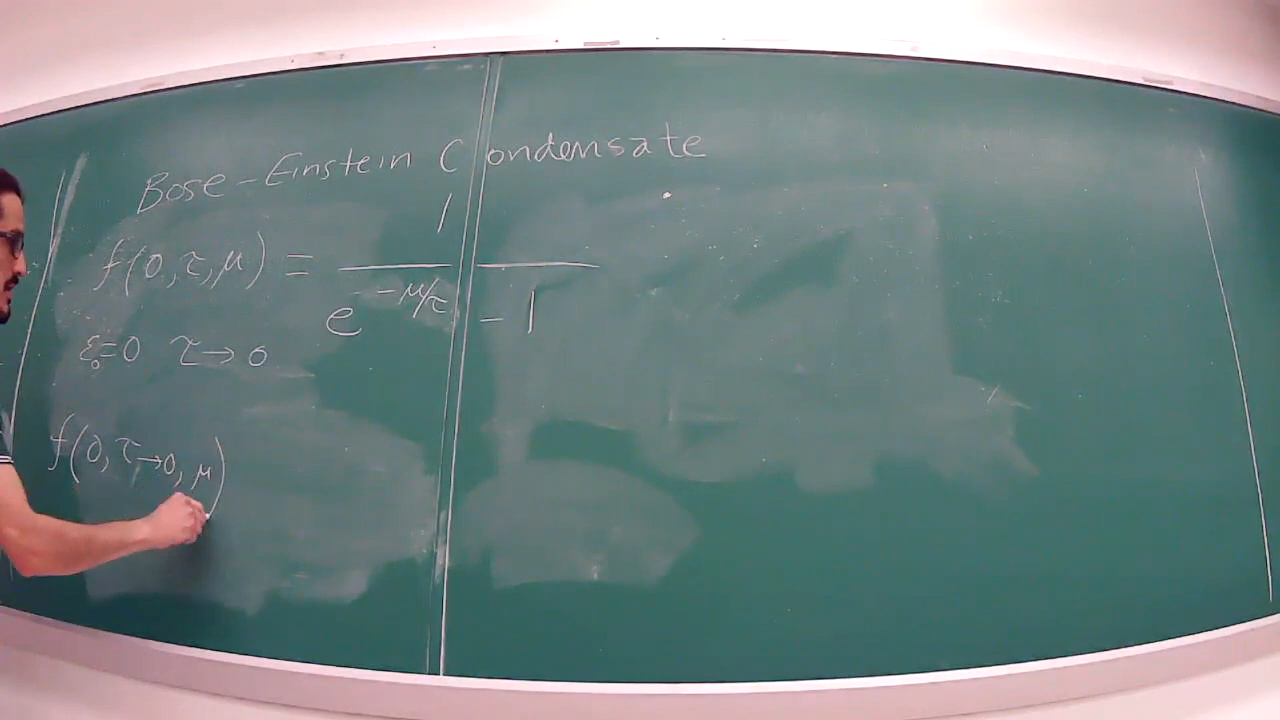 Bose-Einstein Condensate
f(0,τ,μ) = 1 / (e^{-μ/τ} - 1)
ε₀=0 τ→0
f(0,τ→0,μ)